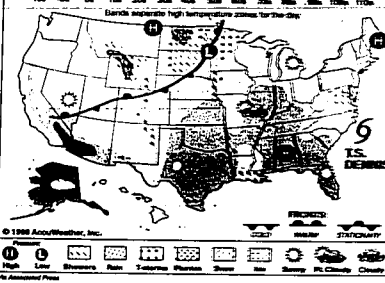 Bands separate high temperature zones for the day.
H
L
H
T.S.
DENNIS
© 1999 AccuWeather, Inc.
FRONTS:
COLD WARM STATIONARY
Pressure
H L
High Low Showers Rain T-storms Flurries Snow Ice Sunny Pt. Cloudy Cloudy
Associated Press